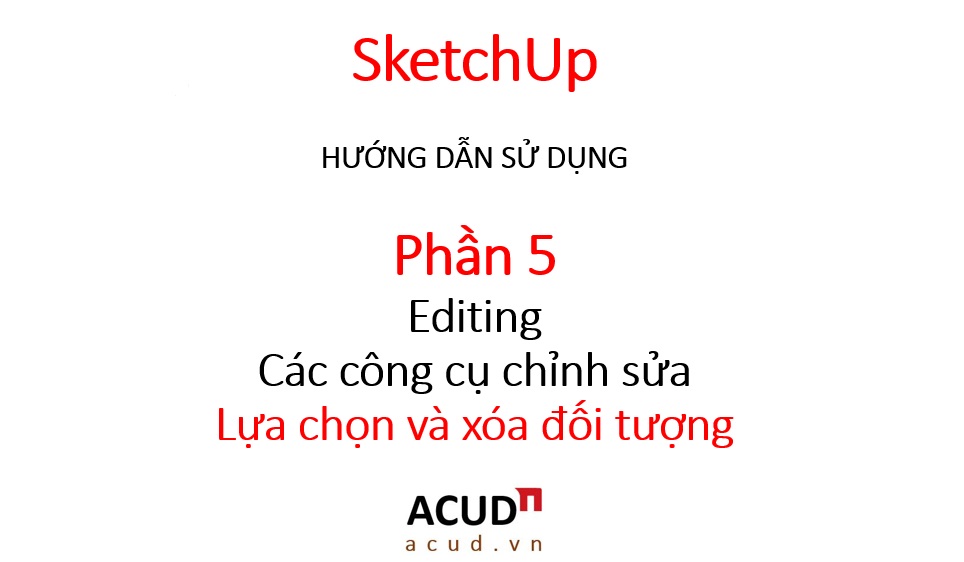 SketchUp
HƯỚNG DẪN SỬ DỤNG
Phần 5
Editing
Các công cụ chỉnh sửa
Lựa chọn và xóa đối tượng
ACUD
acud.vn